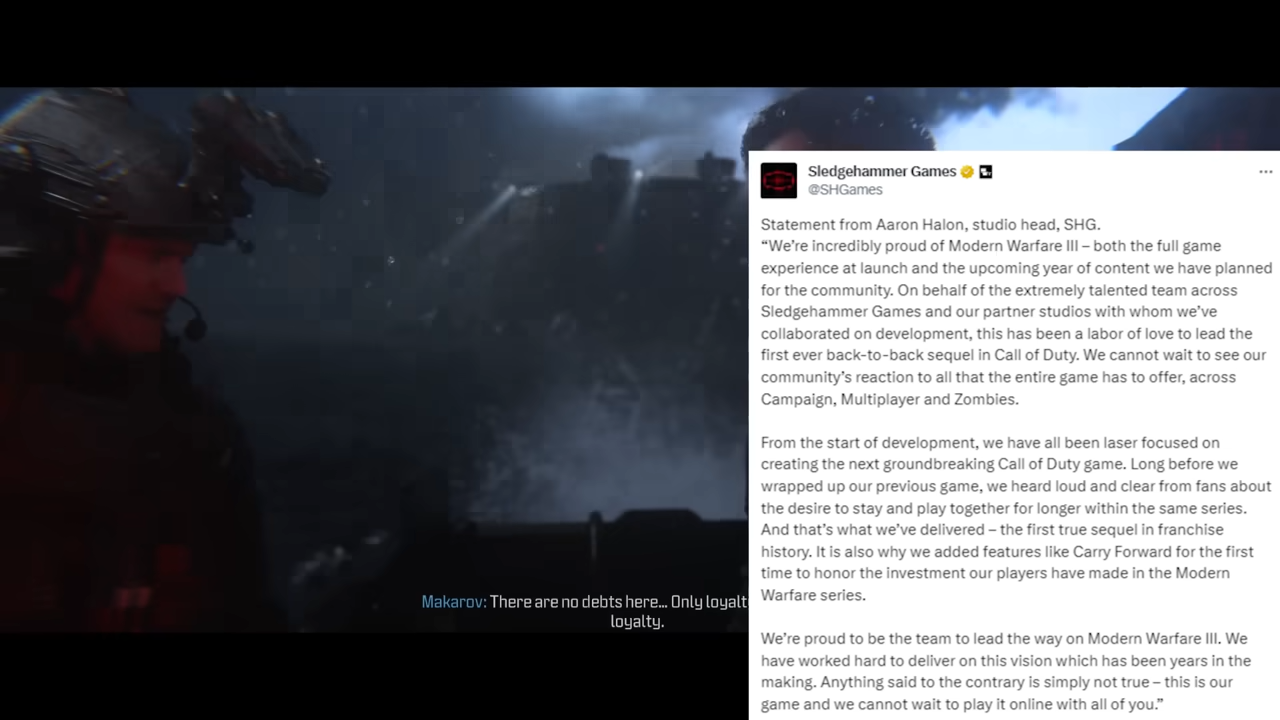 Sledgehammer Games
@SHGames
Statement from Aaron Halon, studio head, SHG.
“We’re incredibly proud of Modern Warfare III – both the full game
experience at launch and the upcoming year of content we have planned
for the community. On behalf of the extremely talented team across
Sledgehammer Games and our partner studios with whom we’ve
collaborated on development, this has been a labor of love to lead the
first ever back-to-back sequel in Call of Duty. We cannot wait to see our
community’s reaction to all that the entire game has to offer, across
Campaign, Multiplayer and Zombies.
From the start of development, we have all been laser focused on
creating the next groundbreaking Call of Duty game. Long before we
wrapped up our previous game, we heard loud and clear from fans about
the desire to stay and play together for longer within the same series.
And that’s what we’ve delivered – the first true sequel in franchise
history. It is also why we added features like Carry Forward for the first
time to honor the investment our players have made in the Modern
Warfare series.
We’re proud to be the team to lead the way on Modern Warfare III. We
have worked hard to deliver on this vision which has been years in the
making. Anything said to the contrary is simply not true – this is our
game and we cannot wait to play it online with all of you.”
Makarov: There are no debts here... Only
loyalty.